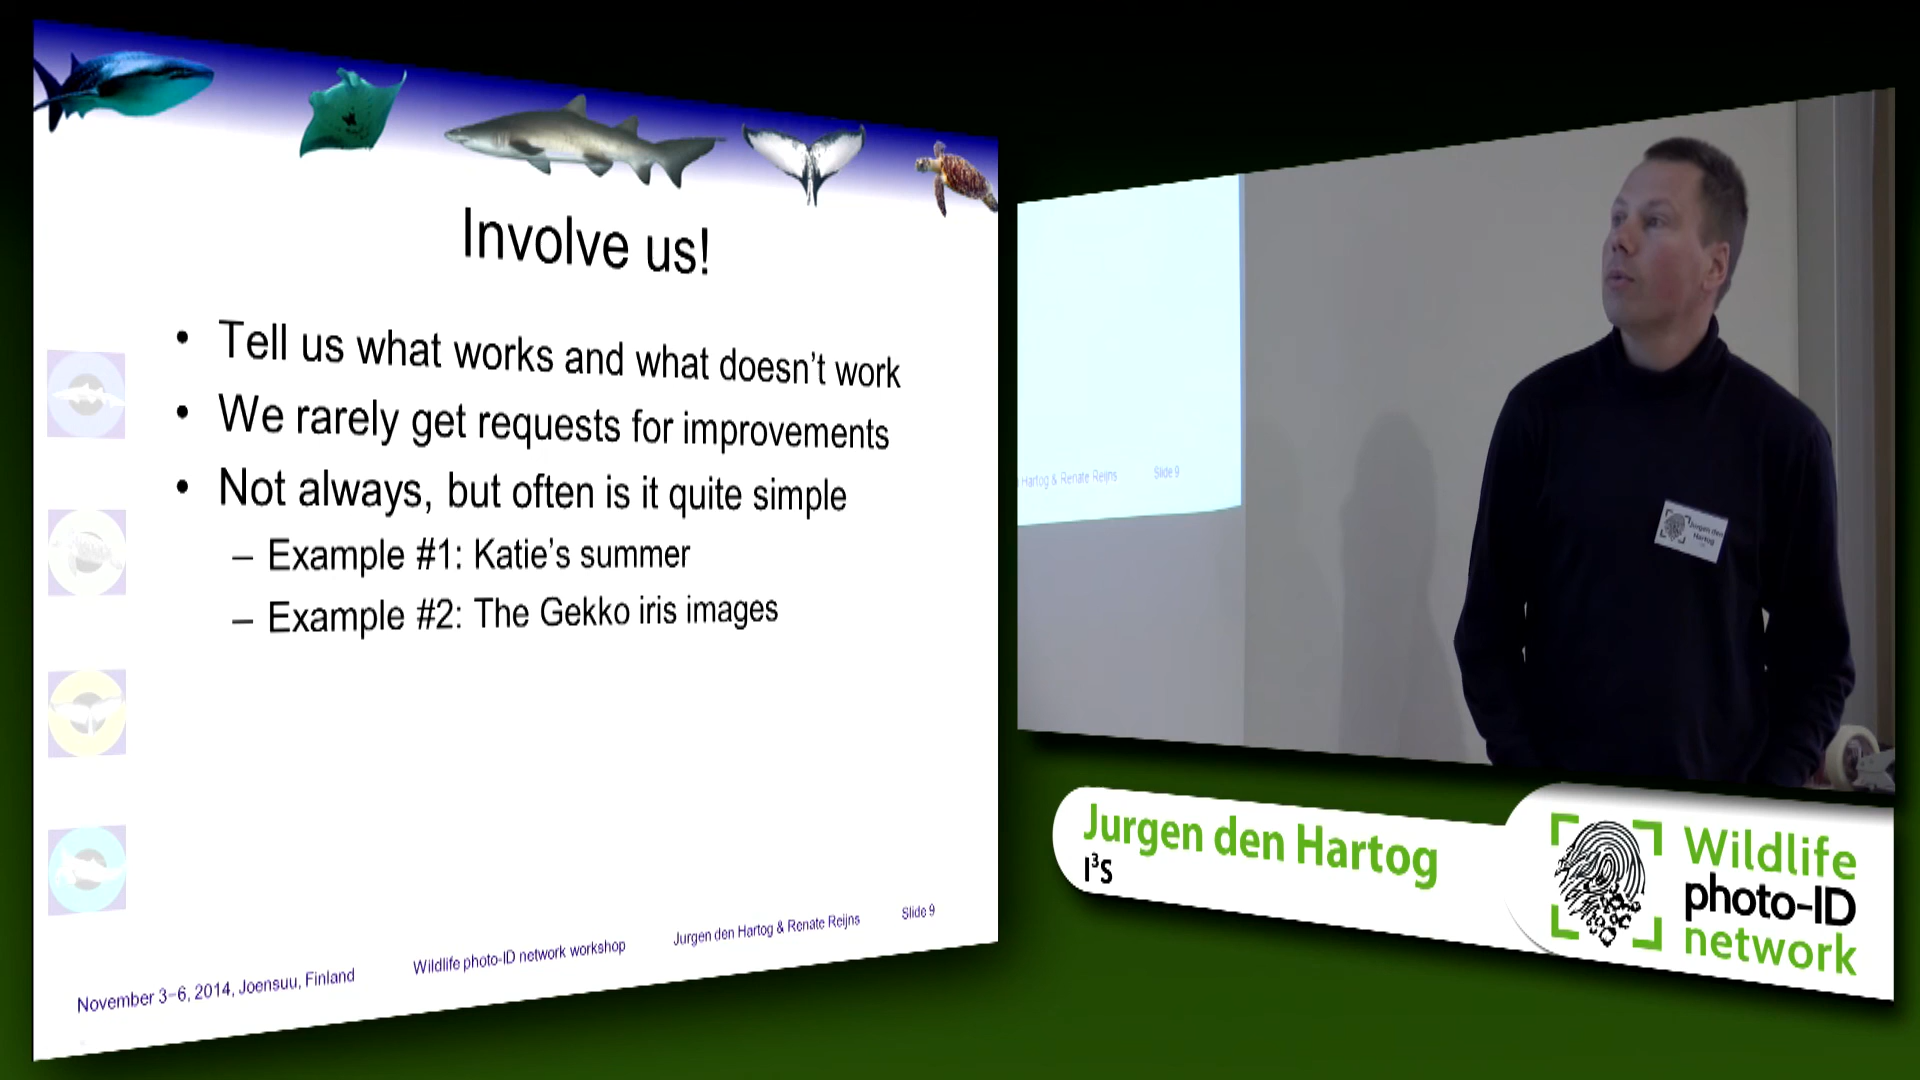 Involve us!
• Tell us what works and what doesn't work
• We rarely get requests for improvements
• Not always, but often is it quite simple
– Example #1: Katie's summer
– Example #2: The Gekko iris images
November 3–6, 2014, Joensuu, Finland
Wildlife photo-ID network workshop
Jurgen den Hartog & Renate Reijns
Slide 9
Hartog & Renate Reijns
Slide 9
Jurgen den
Hartog
Jurgen den Hartog
I³S
Wildlife
photo-ID
network